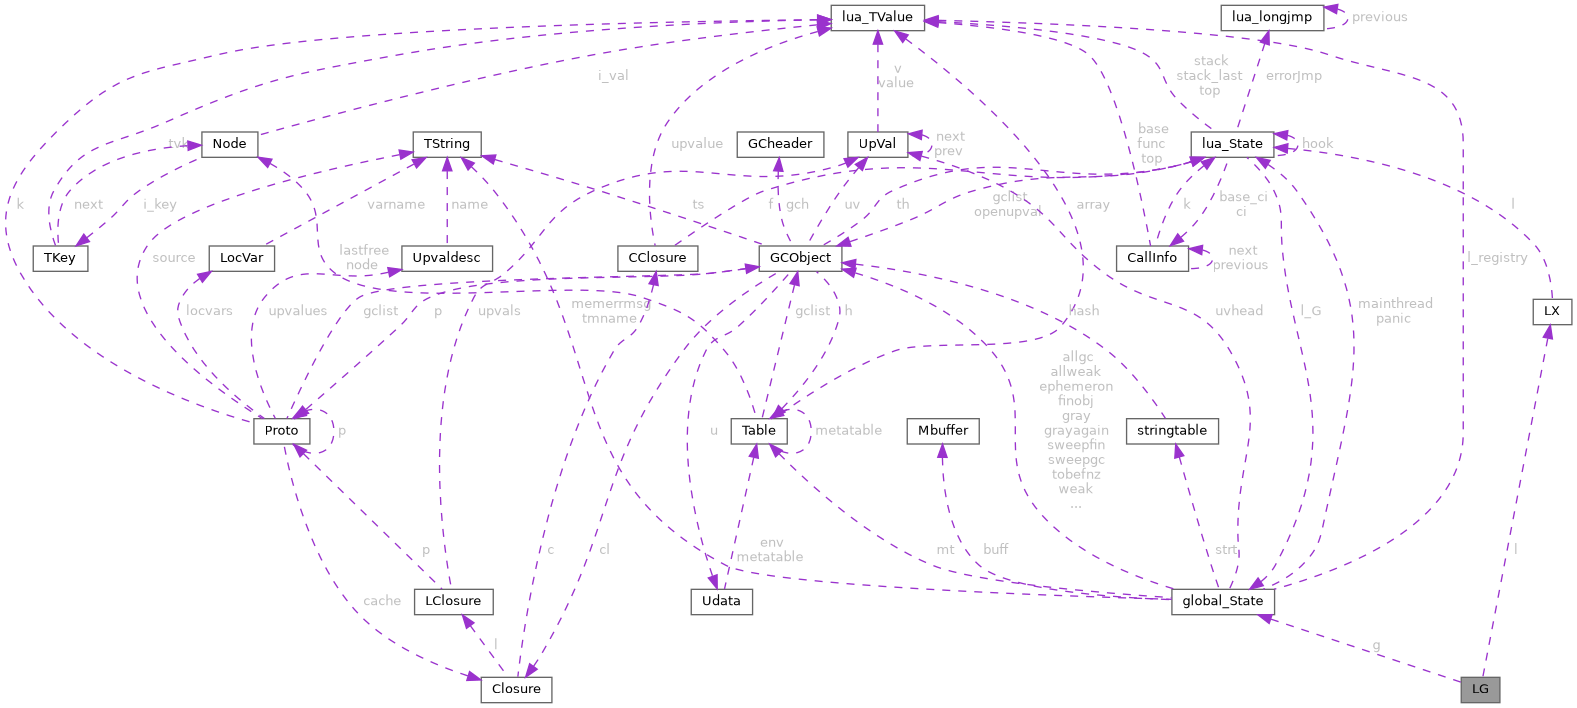 lua_TValue
lua_longjmp
previous
stack
stack_last
top
errorJmp
v
value
i_val
Node
TString
GCheader
UpVal
lua_State
tvk
upvalue
next
prev
base
func
top
hook
k
next
i_key
varname
name
ts
f
gch
uv
th
gclist
openupval
array
k
base_ci
ci
l
TKey
LocVar
Upvaldesc
CClosure
GCObject
CallInfo
source
lastfree
node
next
previous
l_registry
locvars
upvalues
gclist
p
upvals
memerrmsg
tmname
gclist
h
hash
uvhead
l_G
mainthread
panic
LX
allgc
allweak
ephemeron
finobj
gray
grayagain
sweepfin
sweepgc
tobefnz
weak
...
Proto
p
u
Table
metatable
Mbuffer
stringtable
p
c
cl
env
metatable
mt
buff
strt
l
cache
LClosure
Udata
global_State
l
g
Closure
LG